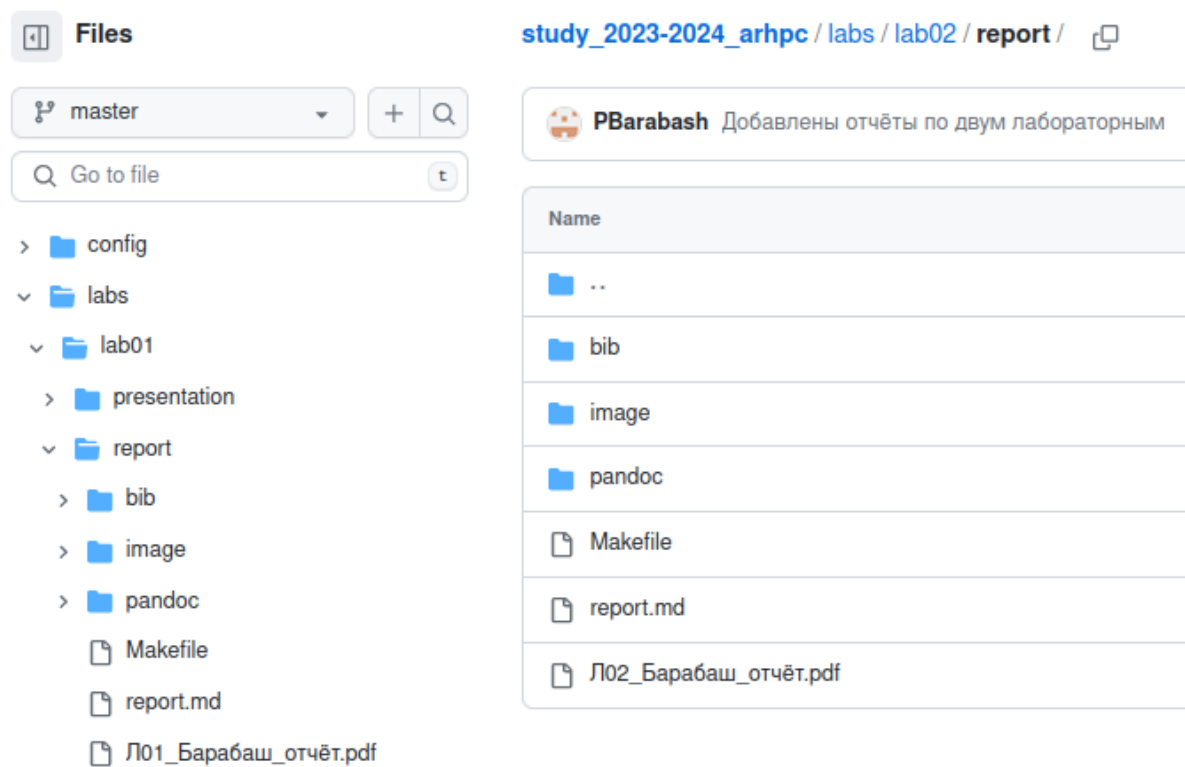 Files
master
Go to file
t
config
labs
lab01
presentation
report
bib
image
pandoc
Makefile
report.md
Л01_Барабаш_отчёт.pdf
study_2023-2024_arhpc / labs / lab02 / report /
PBarabash Добавлены отчёты по двум лабораторным
Name
..
bib
image
pandoc
Makefile
report.md
Л02_Барабаш_отчёт.pdf